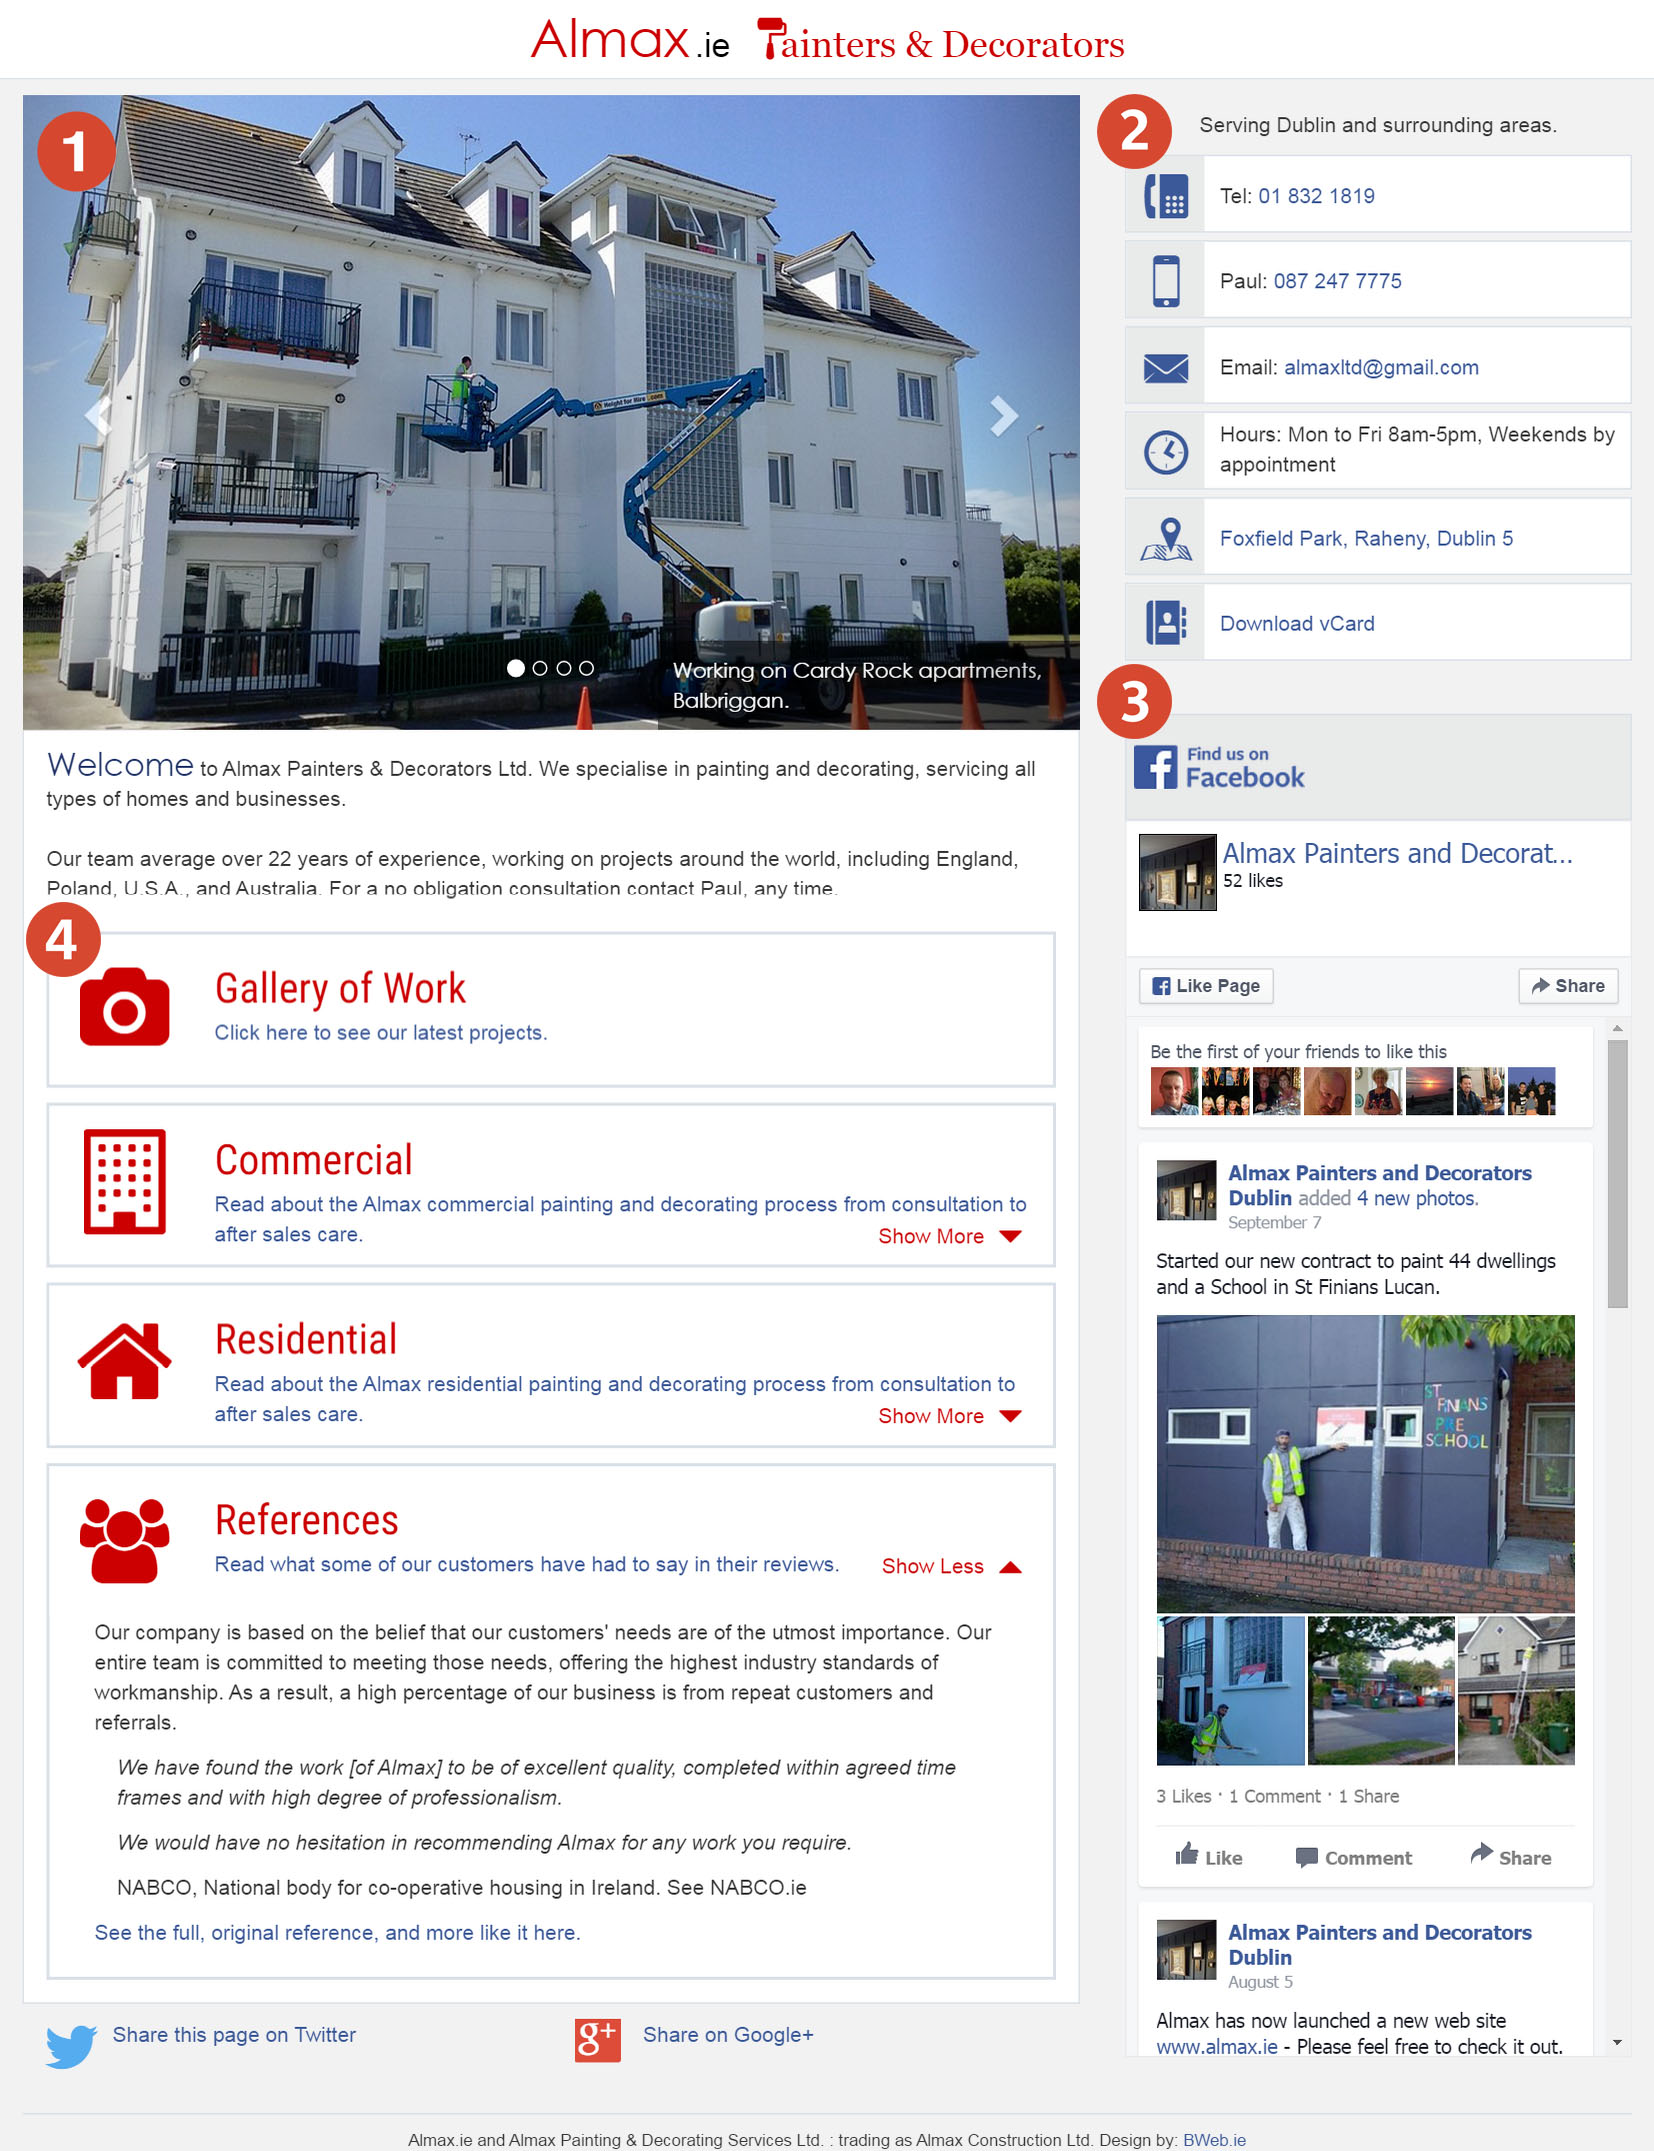 Almax.ie Painters & Decorators
1
Height for Hire .com
Working on Cardy Rock apartments,
Balbriggan.
Welcome to Almax Painters & Decorators Ltd. We specialise in painting and decorating, servicing all
types of homes and businesses.
Our team average over 22 years of experience, working on projects around the world, including England,
Poland, U.S.A., and Australia. For a no obligation consultation contact Paul, any time.
2
Serving Dublin and surrounding areas.
Tel: 01 832 1819
Paul: 087 247 7775
Email: almaxltd@gmail.com
Hours: Mon to Fri 8am-5pm, Weekends by
appointment
Foxfield Park, Raheny, Dublin 5
Download vCard
3
Find us on
Facebook
Almax Painters and Decorat...
52 likes
Like Page
Share
Be the first of your friends to like this
Almax Painters and Decorators
Dublin added 4 new photos.
September 7
Started our new contract to paint 44 dwellings
and a School in St Finians Lucan.
ST
FINIANS
PRE
SCHOOL
3 Likes · 1 Comment · 1 Share
Like
Comment
Share
Almax Painters and Decorators
Dublin
August 5
Almax has now launched a new web site
www.almax.ie - Please feel free to check it out.
4
Gallery of Work
Click here to see our latest projects.
Commercial
Read about the Almax commercial painting and decorating process from consultation to
after sales care.
Show More
Residential
Read about the Almax residential painting and decorating process from consultation to
after sales care.
Show More
References
Read what some of our customers have had to say in their reviews.
Show Less
Our company is based on the belief that our customers' needs are of the utmost importance. Our
entire team is committed to meeting those needs, offering the highest industry standards of
workmanship. As a result, a high percentage of our business is from repeat customers and
referrals.
We have found the work [of Almax] to be of excellent quality, completed within agreed time
frames and with high degree of professionalism.
We would have no hesitation in recommending Almax for any work you require.
NABCO, National body for co-operative housing in Ireland. See NABCO.ie
See the full, original reference, and more like it here.
Share this page on Twitter
g+
Share on Google+
Almax.ie and Almax Painting & Decorating Services Ltd. : trading as Almax Construction Ltd. Design by: BWeb.ie